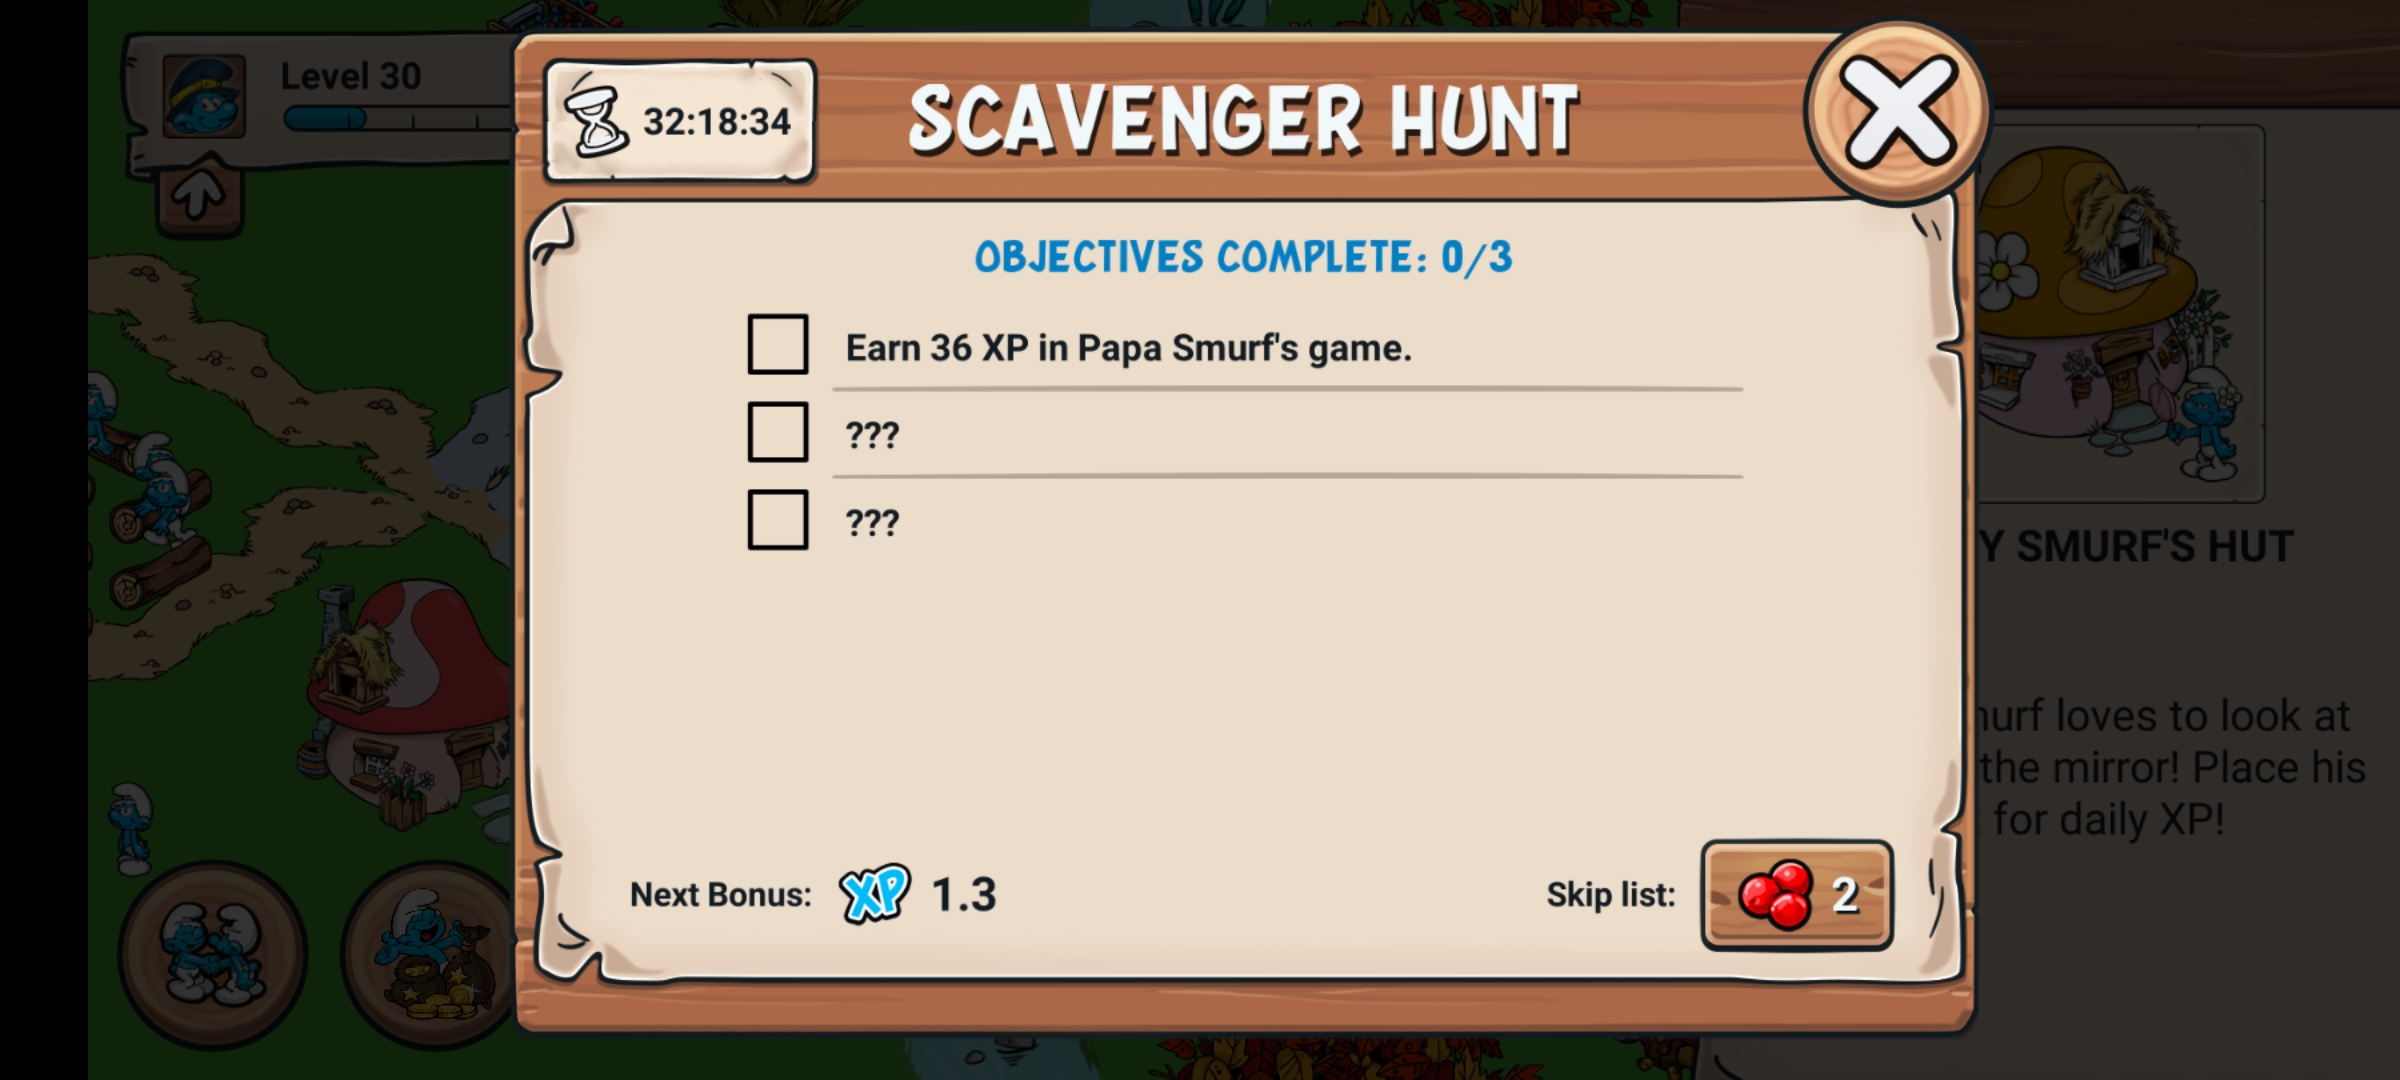 Level 30
32:18:34
SCAVENGER HUNT
OBJECTIVES COMPLETE: 0/3
Earn 36 XP in Papa Smurf's game.
???
???
Next Bonus: XP 1.3
Skip list: 2
SMURF'S HUT
loves to look at
the mirror! Place his
for daily XP!